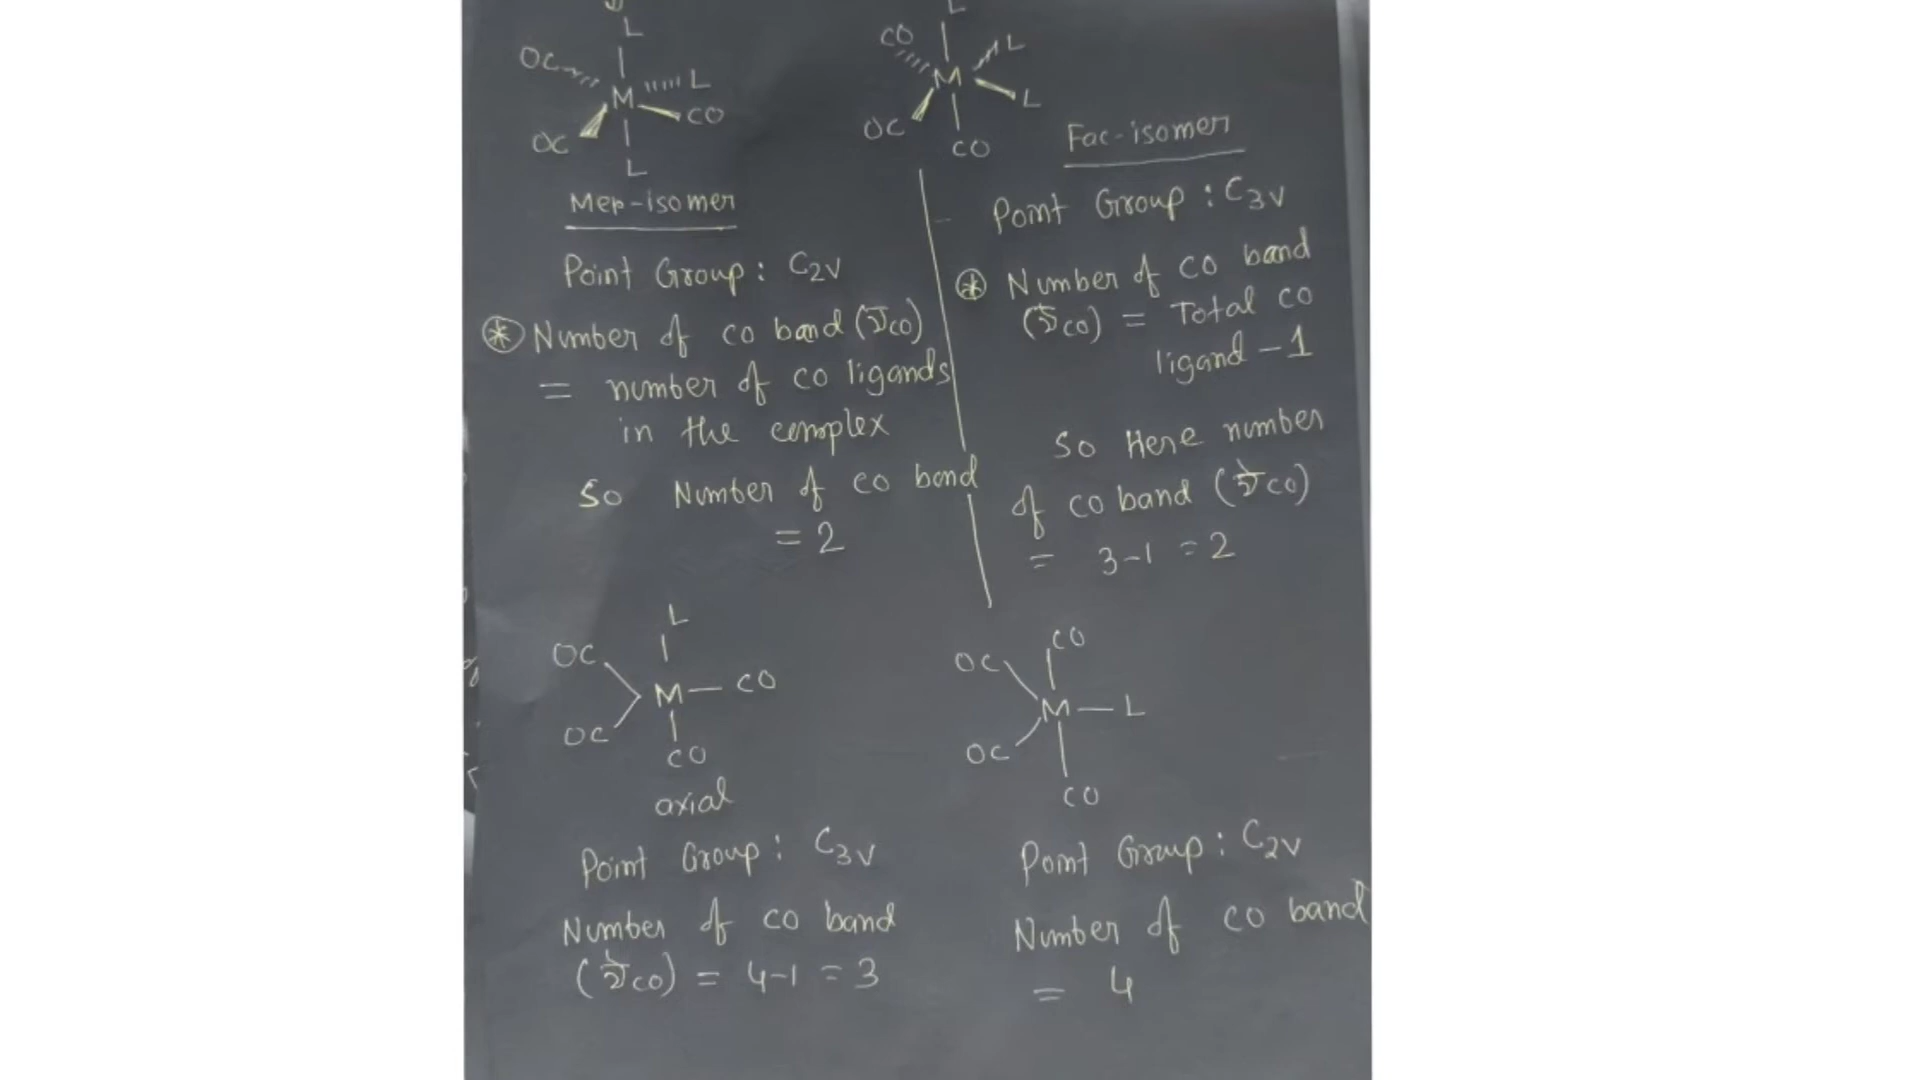 L
OC
L
M
CO
OC
L
Mer-isomer
Point Group : C2v
* Number of CO band (ν̄co)
= number of CO ligands
in the complex
So Number of CO band
= 2
L
CO
L
M
L
OC
CO
Fac-isomer
Point Group : C3v
* Number of CO band
(ν̄co) = Total CO
ligand - 1
So Here number
of CO band (ν̄co)
= 3-1 = 2
L
OC
M — CO
OC
CO
axial
Point Group : C3v
Number of CO band
(ν̄co) = 4-1 = 3
CO
OC
M — L
OC
CO
Point Group : C2v
Number of CO band
= 4